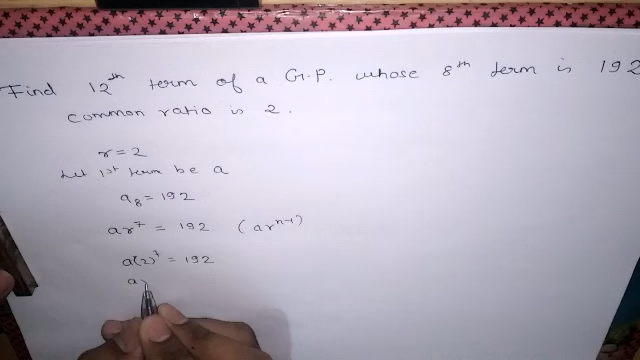 Find 12th term of a G.P. whose 8th term is 192
common ratio is 2.
r = 2
Let 1st term be a
a₈ = 192
ar⁷ = 192 (arⁿ⁻¹)
a(2)⁷ = 192
a